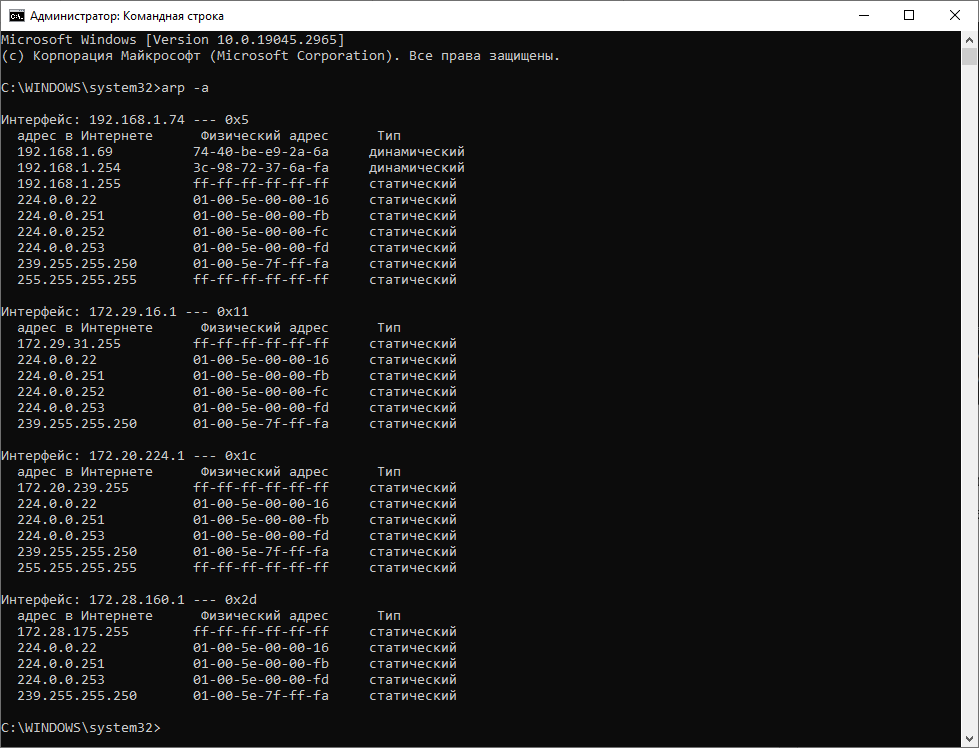 Администратор: Командная строка
Microsoft Windows [Version 10.0.19045.2965]
(c) Корпорация Майкрософт (Microsoft Corporation). Все права защищены.
C:\WINDOWS\system32>arp -a
Интерфейс: 192.168.1.74 --- 0x5
адрес в Интернете Физический адрес Тип
192.168.1.69 74-40-be-e9-2a-6a динамический
192.168.1.254 3c-98-72-37-6a-fa динамический
192.168.1.255 ff-ff-ff-ff-ff-ff статический
224.0.0.22 01-00-5e-00-00-16 статический
224.0.0.251 01-00-5e-00-00-fb статический
224.0.0.252 01-00-5e-00-00-fc статический
224.0.0.253 01-00-5e-00-00-fd статический
239.255.255.250 01-00-5e-7f-ff-fa статический
255.255.255.255 ff-ff-ff-ff-ff-ff статический
Интерфейс: 172.29.16.1 --- 0x11
адрес в Интернете Физический адрес Тип
172.29.31.255 ff-ff-ff-ff-ff-ff статический
224.0.0.22 01-00-5e-00-00-16 статический
224.0.0.251 01-00-5e-00-00-fb статический
224.0.0.252 01-00-5e-00-00-fc статический
224.0.0.253 01-00-5e-00-00-fd статический
239.255.255.250 01-00-5e-7f-ff-fa статический
Интерфейс: 172.20.224.1 --- 0x1c
адрес в Интернете Физический адрес Тип
172.20.239.255 ff-ff-ff-ff-ff-ff статический
224.0.0.22 01-00-5e-00-00-16 статический
224.0.0.251 01-00-5e-00-00-fb статический
224.0.0.253 01-00-5e-00-00-fd статический
239.255.255.250 01-00-5e-7f-ff-fa статический
255.255.255.255 ff-ff-ff-ff-ff-ff статический
Интерфейс: 172.28.160.1 --- 0x2d
адрес в Интернете Физический адрес Тип
172.28.175.255 ff-ff-ff-ff-ff-ff статический
224.0.0.22 01-00-5e-00-00-16 статический
224.0.0.251 01-00-5e-00-00-fb статический
224.0.0.253 01-00-5e-00-00-fd статический
239.255.255.250 01-00-5e-7f-ff-fa статический
C:\WINDOWS\system32>